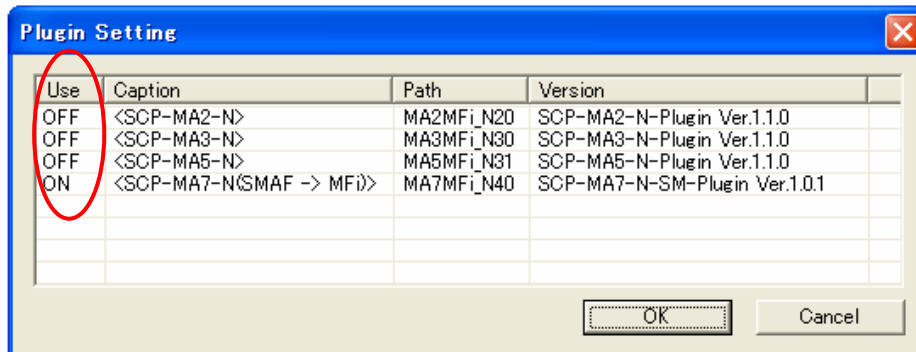 Plugin Setting
Use Caption Path Version
OFF <SCP-MA2-N> MA2MFi_N20 SCP-MA2-N-Plugin Ver.1.1.0
OFF <SCP-MA3-N> MA3MFi_N30 SCP-MA3-N-Plugin Ver.1.1.0
OFF <SCP-MA5-N> MA5MFi_N31 SCP-MA5-N-Plugin Ver.1.1.0
ON <SCP-MA7-N(SMAF -> MFi)> MA7MFi_N40 SCP-MA7-N-SM-Plugin Ver.1.0.1
OK Cancel